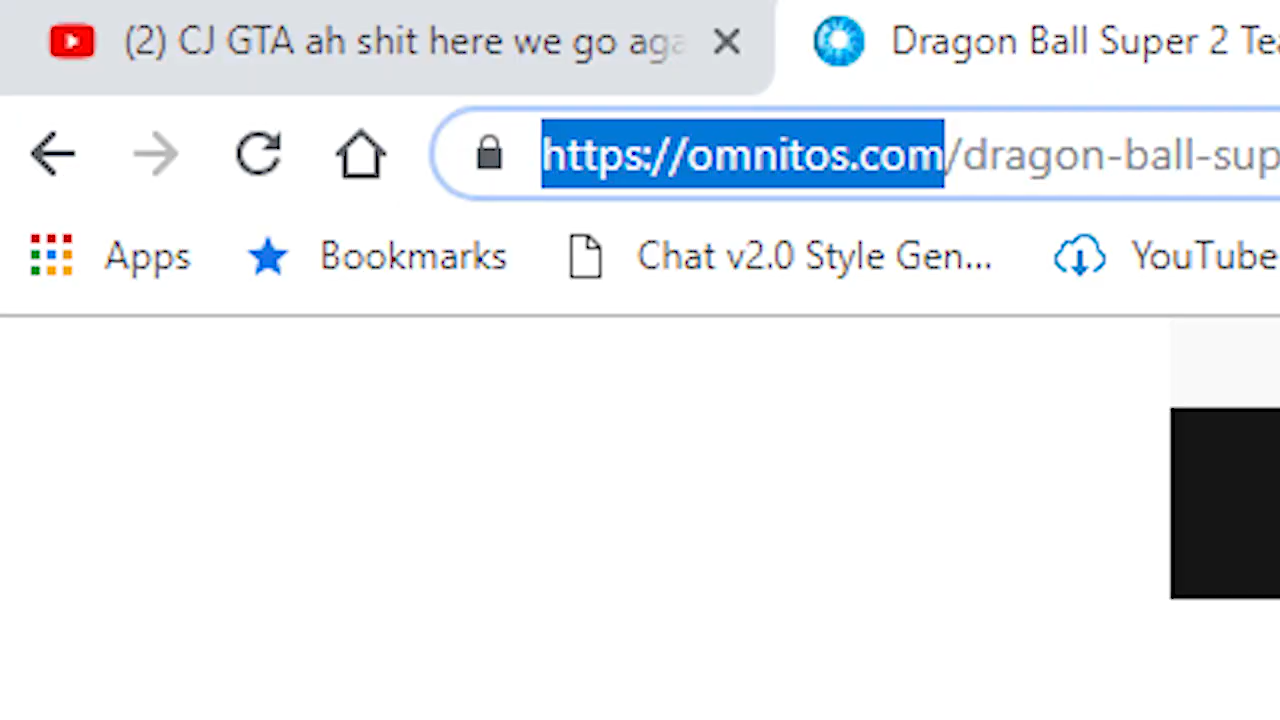 (2) CJ GTA ah shit here we go aga
Dragon Ball Super 2 Te
https://omnitos.com/dragon-ball-sup
Apps
Bookmarks
Chat v2.0 Style Gen...
YouTube